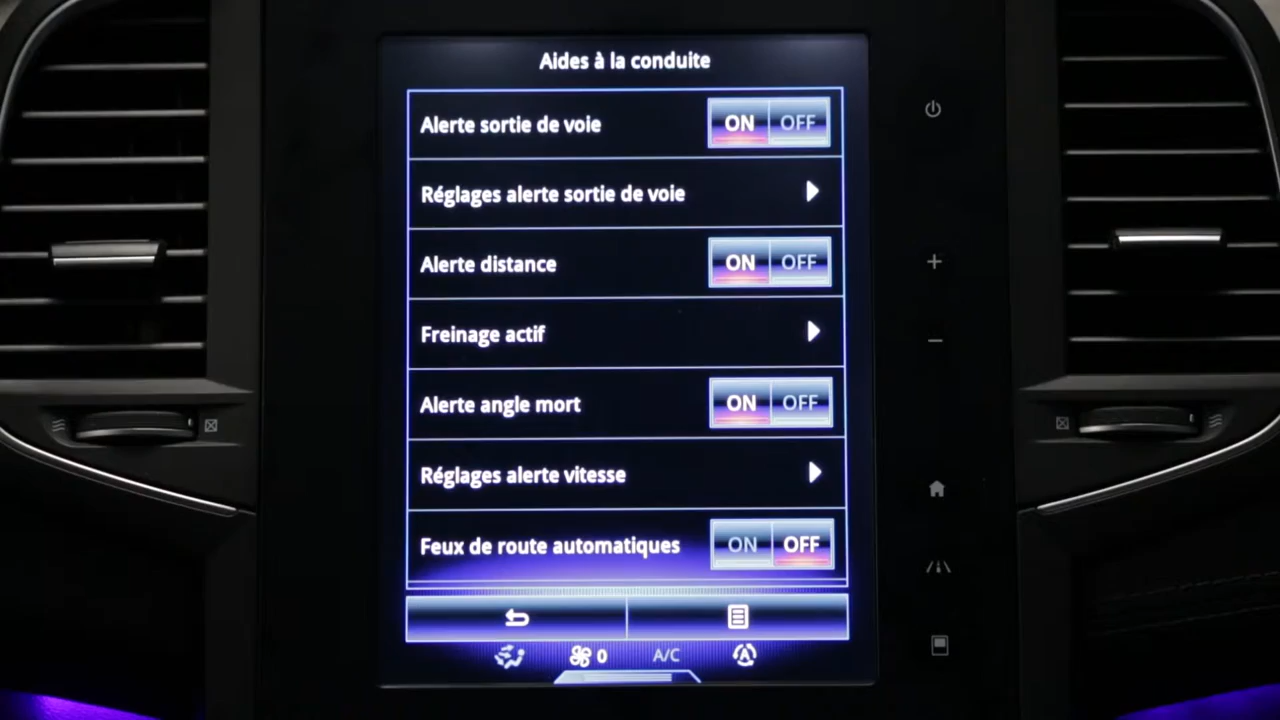 Aides à la conduite
Alerte sortie de voie ON OFF
Réglages alerte sortie de voie
Alerte distance ON OFF
Freinage actif
Alerte angle mort ON OFF
Réglages alerte vitesse
Feux de route automatiques ON OFF
0 A/C A